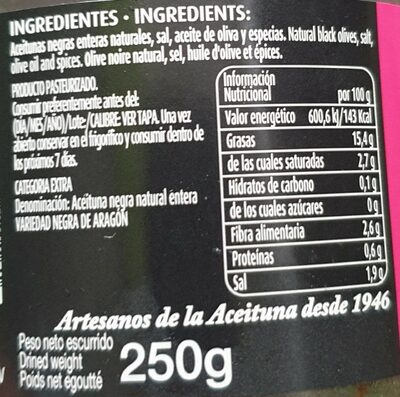 INGREDIENTES · INGREDIENTS:
Aceitunas negras enteras naturales, sal, aceite de oliva y especias. Natural black olives, salt,
olive oil and spices. Olive noire naturel, sel, huile d'olive et épices.
PRODUCTO PASTEURIZADO.
Consumir preferentemente antes del:
(DÍA/MES/AÑO)/Lote:/CALIBRE: VER TAPA. Una vez
abierto conservar en el frigorífico y consumir dentro de
los próximos 7 días.
CATEGORIA EXTRA
Denominación: Aceituna negra natural entera
VARIEDAD NEGRA DE ARAGÓN
Información
Nutricional por 100 g
Valor energético 600,6 kj/143 Kcal
Grasas 15,4 g
de las cuales saturadas 2,7 g
Hidratos de carbono 0,1 g
de los cuales azúcares 0 g
Fibra alimentaria 2,6 g
Proteínas 0,6 g
Sal 1,9 g
Artesanos de la Aceituna desde 1946
Peso neto escurrido
Drined weight
Poids net égoutté
250g